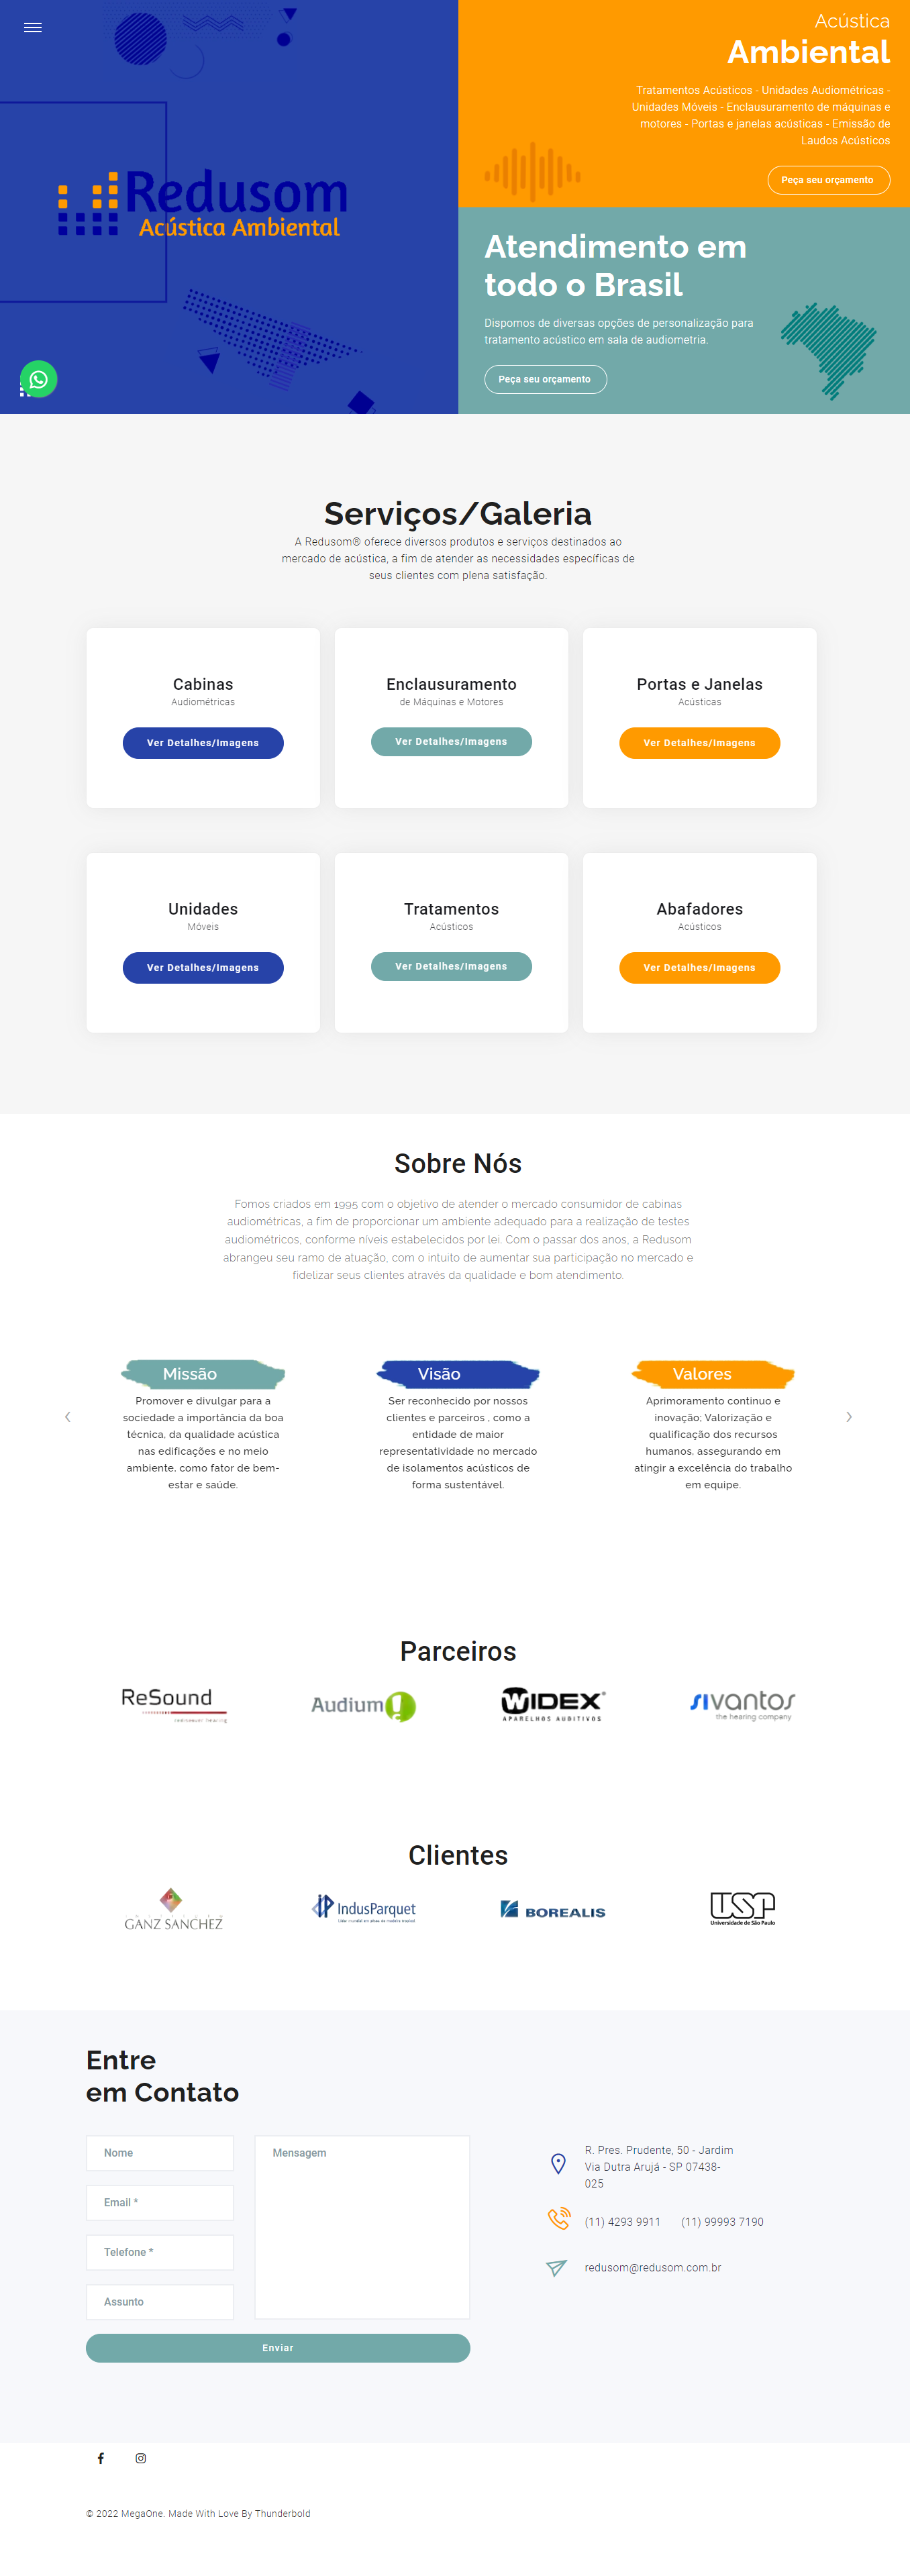 Redusom
Acústica Ambiental
Acústica
Ambiental
Tratamentos Acústicos - Unidades Audiométricas -
Unidades Móveis - Enclausuramento de máquinas e
motores - Portas e janelas acústicas - Emissão de
Laudos Acústicos
Peça seu orçamento
Atendimento em
todo o Brasil
Dispomos de diversas opções de personalização para
tratamento acústico em sala de audiometria.
Peça seu orçamento
Serviços/Galeria
A Redusom® oferece diversos produtos e serviços destinados ao
mercado de acústica, a fim de atender as necessidades específicas de
seus clientes com plena satisfação.
Cabinas
Audiométricas
Ver Detalhes/Imagens
Enclausuramento
de Máquinas e Motores
Ver Detalhes/Imagens
Portas e Janelas
Acústicas
Ver Detalhes/Imagens
Unidades
Móveis
Ver Detalhes/Imagens
Tratamentos
Acústicos
Ver Detalhes/Imagens
Abafadores
Acústicos
Ver Detalhes/Imagens
Sobre Nós
Fomos criados em 1995 com o objetivo de atender o mercado consumidor de cabinas
audiométricas, a fim de proporcionar um ambiente adequado para a realização de testes
audiométricos, conforme níveis estabelecidos por lei. Com o passar dos anos, a Redusom
abrangeu seu ramo de atuação, com o intuito de aumentar sua participação no mercado e
fidelizar seus clientes através da qualidade e bom atendimento.
Missão
Promover e divulgar para a
sociedade a importância da boa
técnica, da qualidade acústica
nas edificações e no meio
ambiente, como fator de bem-
estar e saúde.
Visão
Ser reconhecido por nossos
clientes e parceiros , como a
entidade de maior
representatividade no mercado
de isolamentos acústicos de
forma sustentável.
Valores
Aprimoramento contínuo e
inovação; Valorização e
qualificação dos recursos
humanos, assegurando em
atingir a excelência do trabalho
em equipe.
Parceiros
ReSound
Audium
WIDEX®
APARELHOS AUDITIVOS
sivantos
the hearing company
Clientes
GANZ SANCHEZ
IndusParquet
BOREALIS
USP
Universidade de São Paulo
Entre
em Contato
Nome
Email *
Telefone *
Assunto
Mensagem
Enviar
R. Pres. Prudente, 50 - Jardim
Via Dutra Arujá - SP 07438-
025
(11) 4293 9911 (11) 99993 7190
redusom@redusom.com.br
© 2022 MegaOne. Made With Love By Thunderbold